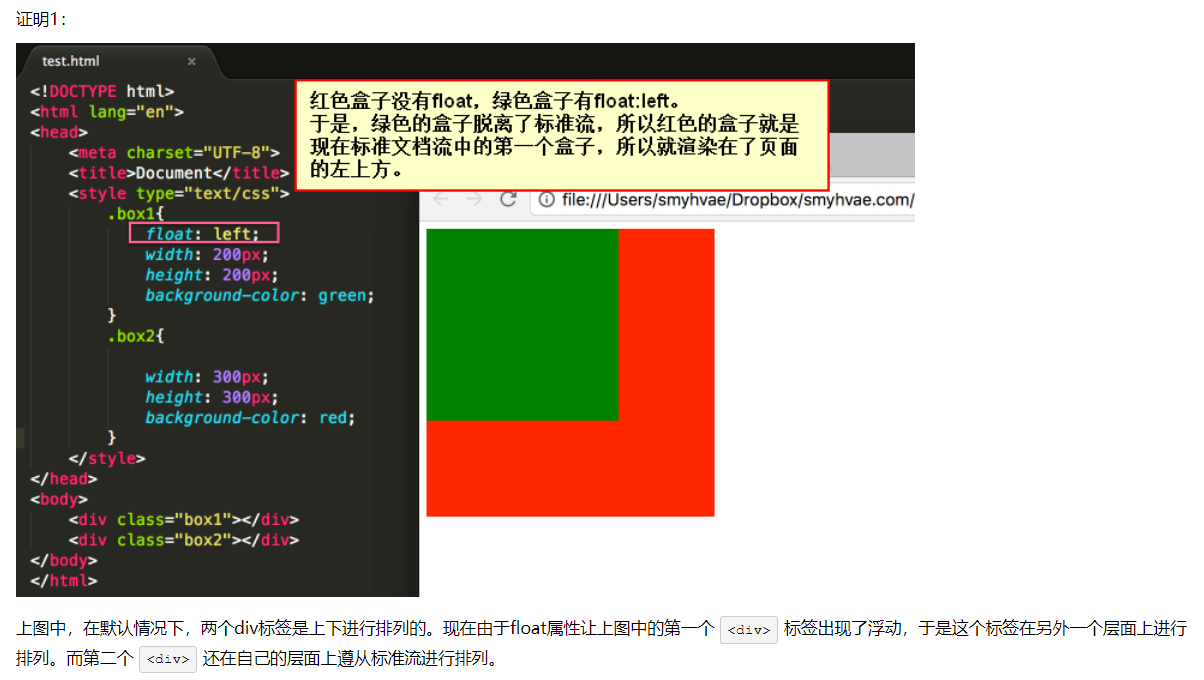 证明1：
test.html ×
红色盒子没有float，绿色盒子有float:left。
于是，绿色的盒子脱离了标准流，所以红色的盒子就是
现在标准文档流中的第一个盒子，所以就渲染在了页面
的左上方。
<!DOCTYPE html>
<html lang="en">
<head>
<meta charset="UTF-8">
<title>Document</title>
<style type="text/css">
.box1{
float: left;
width: 200px;
height: 200px;
background-color: green;
}
.box2{
width: 300px;
height: 300px;
background-color: red;
}
</style>
</head>
<body>
<div class="box1"></div>
<div class="box2"></div>
</body>
</html>
file:///Users/smyhvae/Dropbox/smyhvae.com/
上图中，在默认情况下，两个div标签是上下进行排列的。现在由于float属性让上图中的第一个 <div> 标签出现了浮动，于是这个标签在另外一个层面上进行
排列。而第二个 <div> 还在自己的层面上遵从标准流进行排列。